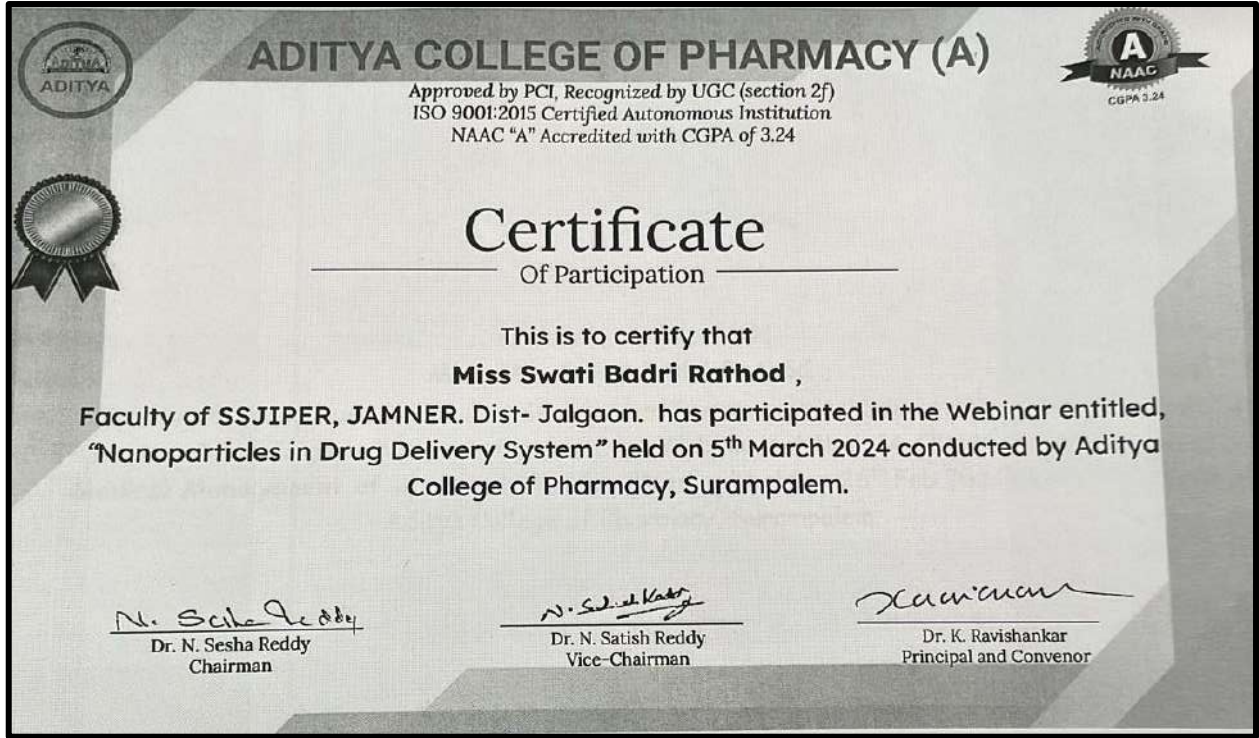 ADITYA
ADITYA
ADITYA COLLEGE OF PHARMACY (A)
Approved by PCI, Recognized by UGC (section 2f)
ISO 9001:2015 Certified Autonomous Institution
NAAC "A" Accredited with CGPA of 3.24
A
NAAC
CGPA 3.24
Certificate
Of Participation
This is to certify that
Miss Swati Badri Rathod ,
Faculty of SSJIPER, JAMNER. Dist- Jalgaon. has participated in the Webinar entitled,
"Nanoparticles in Drug Delivery System" held on 5th March 2024 conducted by Aditya
College of Pharmacy, Surampalem.
N. Sesha Reddy
Dr. N. Sesha Reddy
Chairman
Dr. N. Satish Reddy
Vice-Chairman
Dr. K. Ravishankar
Principal and Convenor